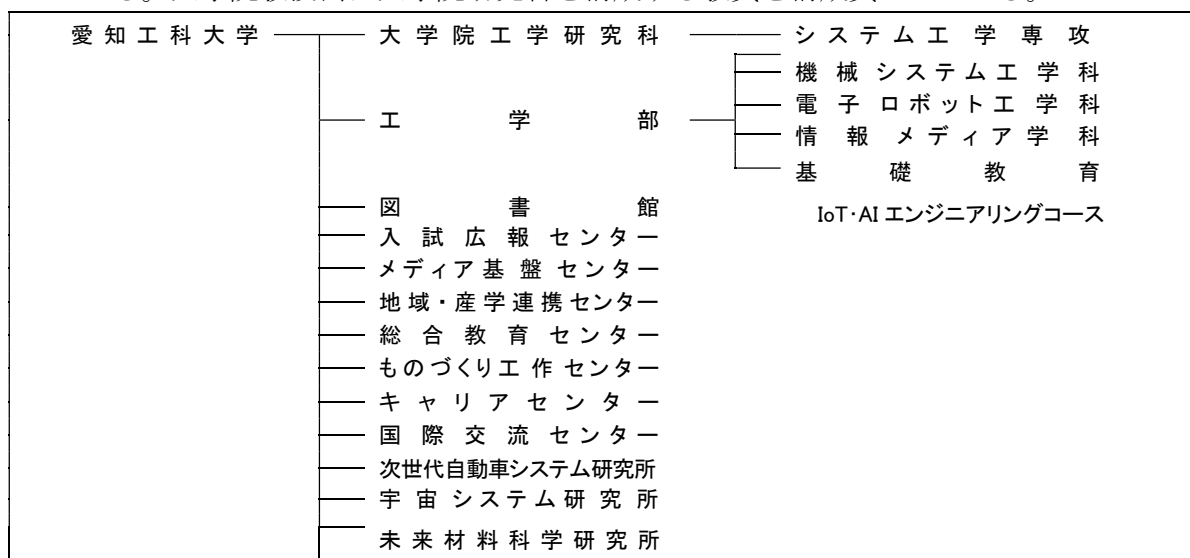 愛知工科大学 大学院工学研究科 システム工学専攻
機械システム工学科
電子ロボット工学科
工学部
情報メディア学科
基礎教育
図書館 IoT・AI エンジニアリングコース
入試広報センター
メディア基盤センター
地域・産学連携センター
総合教育センター
ものづくり工作センター
キャリアセンター
国際交流センター
次世代自動車システム研究所
宇宙システム研究所
未来材料科学研究所